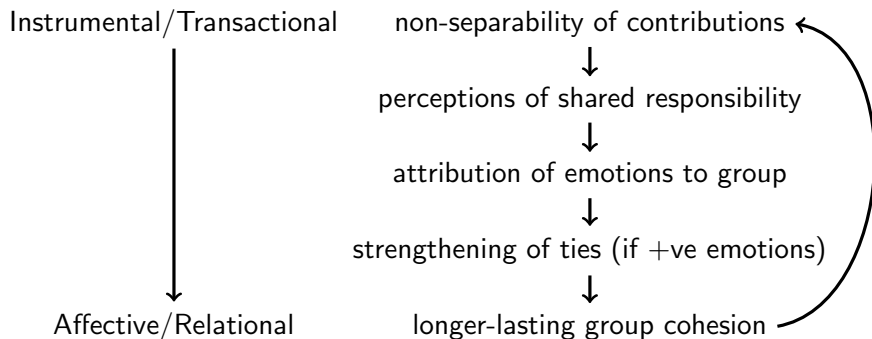 Instrumental/Transactional
non-separability of contributions
perceptions of shared responsibility
attribution of emotions to group
strengthening of ties (if +ve emotions)
Affective/Relational
longer-lasting group cohesion